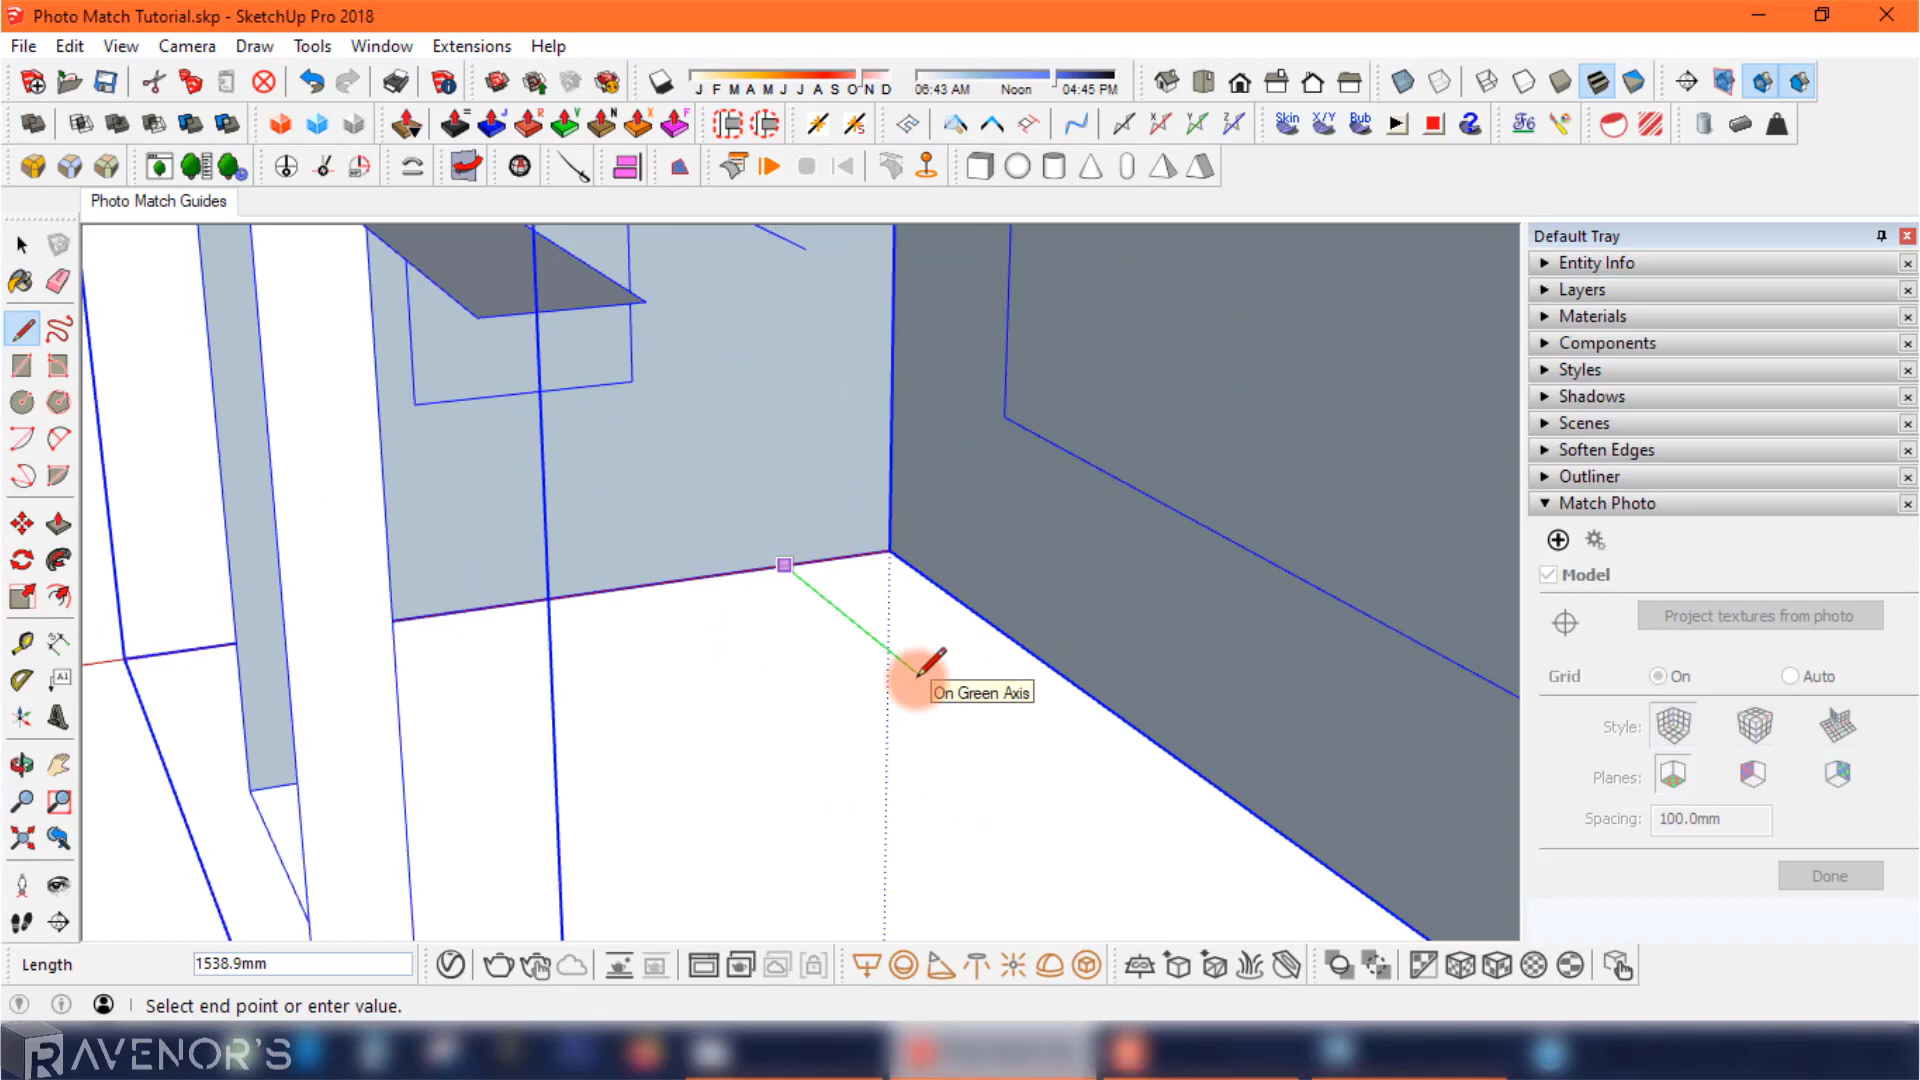 Photo Match Tutorial.skp - SketchUp Pro 2018
File Edit View Camera Draw Tools Window Extensions Help
J F M A M J J A S O N D
06:43 AM Noon 04:45 PM
Skin X/Y Bub
Photo Match Guides
Default Tray
Entity Info
Layers
Materials
Components
Styles
Shadows
Scenes
Soften Edges
Outliner
Match Photo
Model
Project textures from photo
Grid On Auto
Style:
Planes:
Spacing: 100.0mm
Done
A1
On Green Axis
Length 1538.9mm
Select end point or enter value.
RAVENOR'S